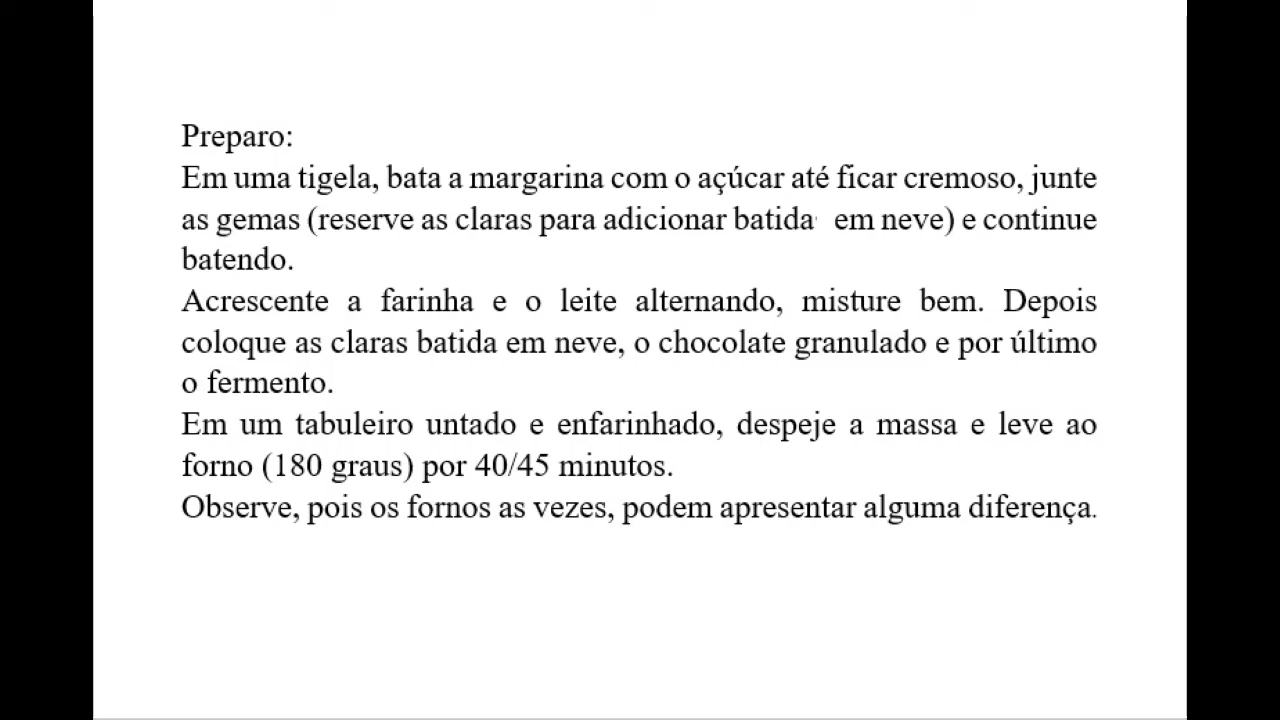 Preparo:
Em uma tigela, bata a margarina com o açúcar até ficar cremoso, junte
as gemas (reserve as claras para adicionar batida em neve) e continue
batendo.
Acrescente a farinha e o leite alternando, misture bem. Depois
coloque as claras batida em neve, o chocolate granulado e por último
o fermento.
Em um tabuleiro untado e enfarinhado, despeje a massa e leve ao
forno (180 graus) por 40/45 minutos.
Observe, pois os fornos as vezes, podem apresentar alguma diferença.